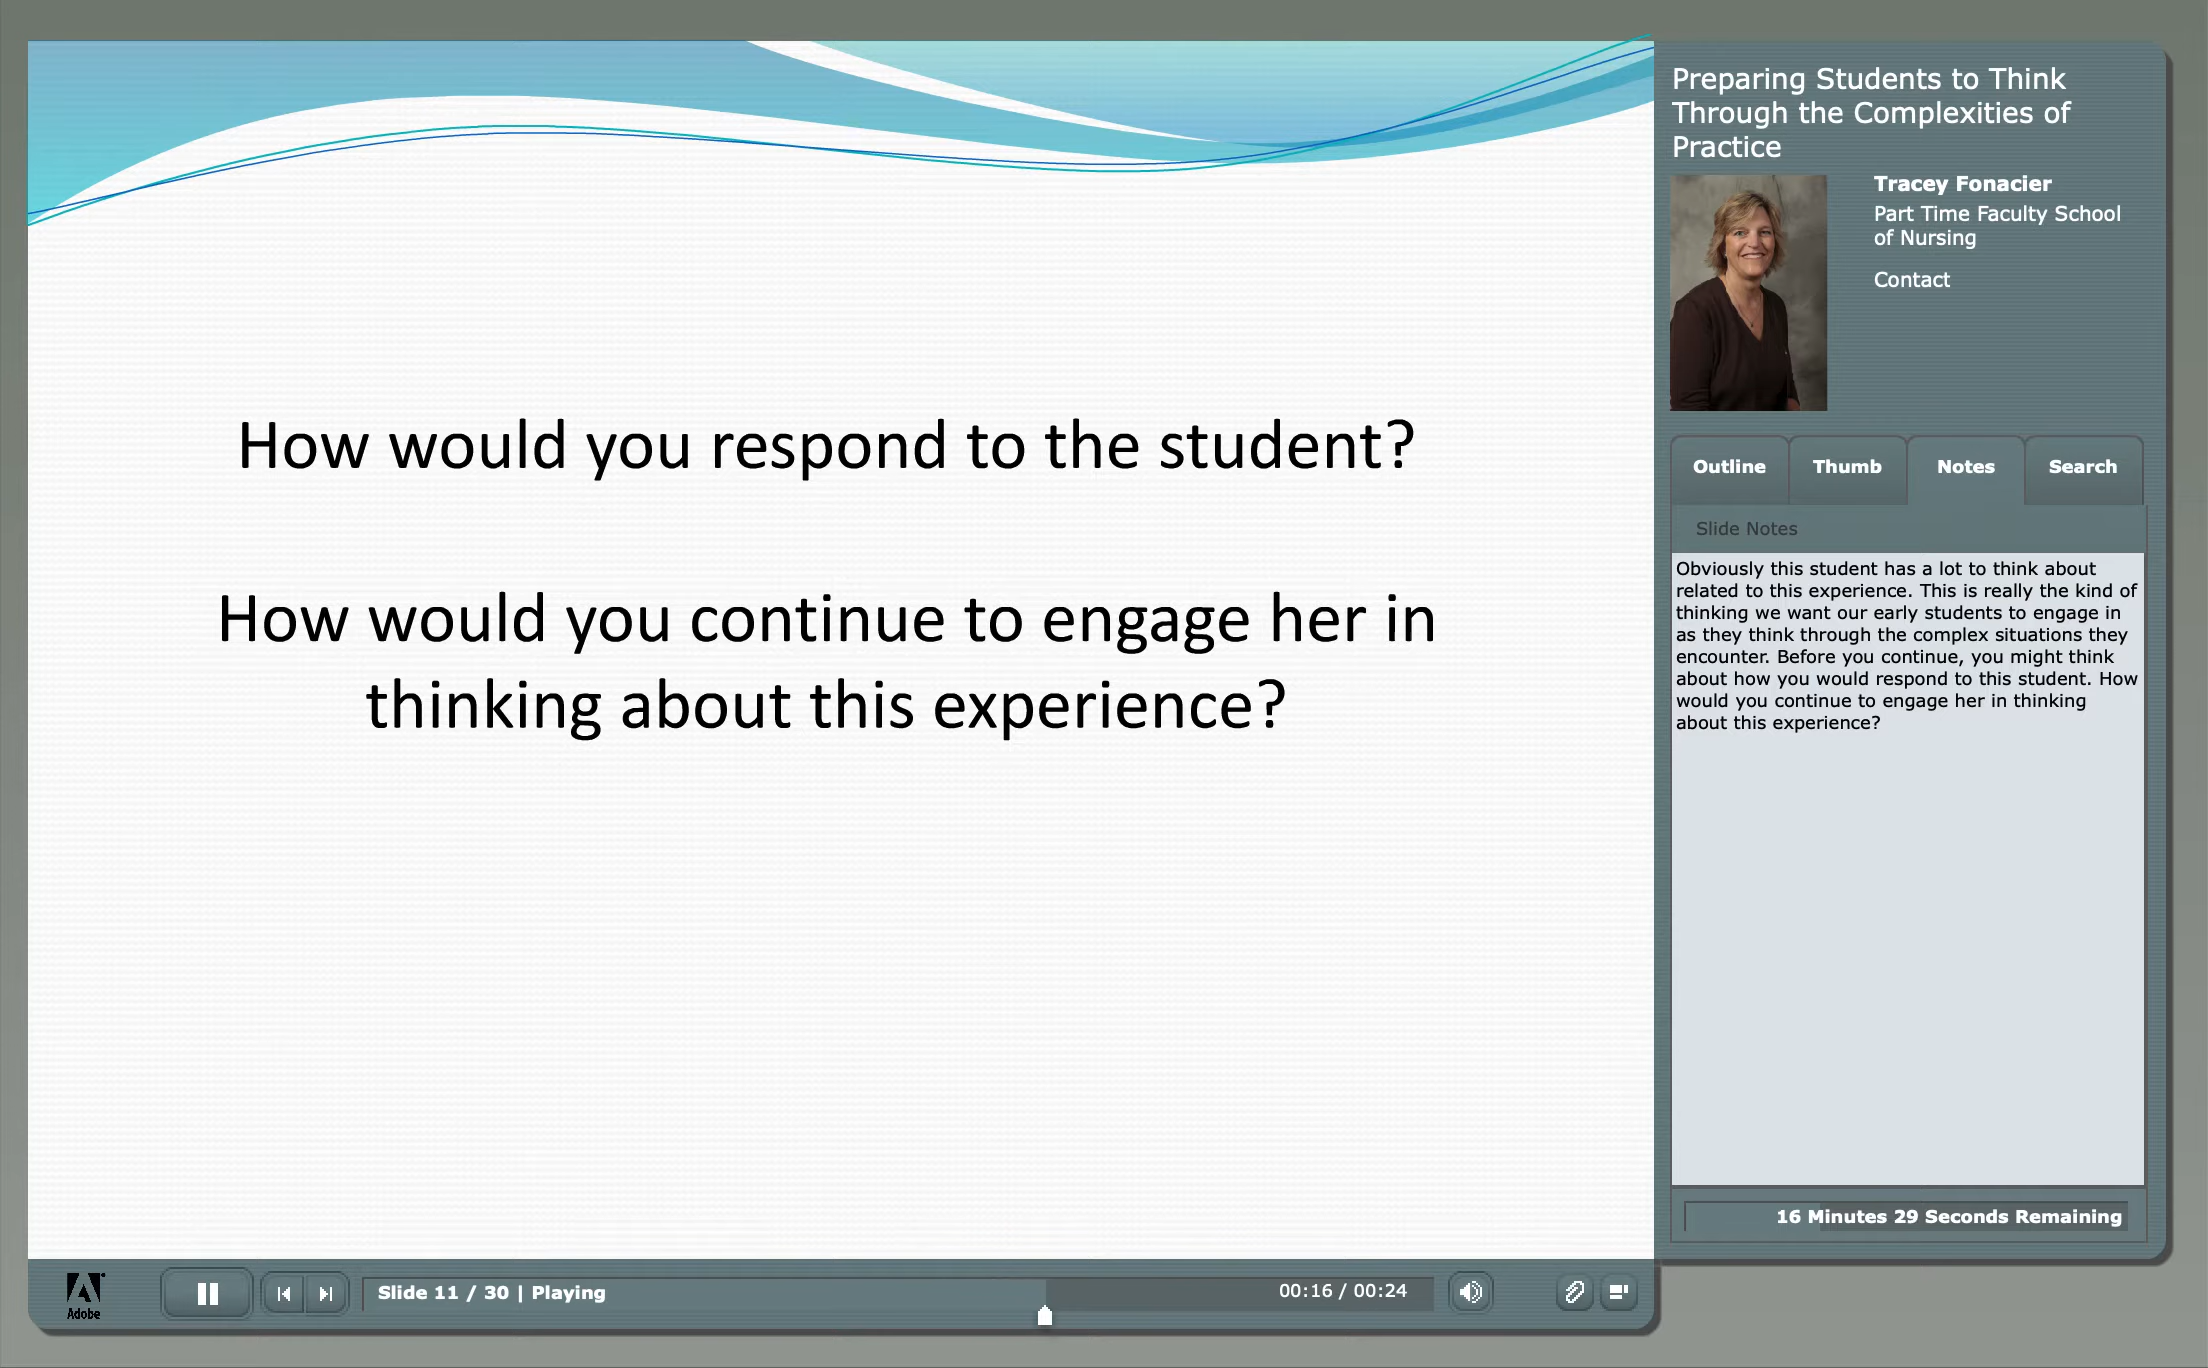 How would you respond to the student?
How would you continue to engage her in
thinking about this experience?
Preparing Students to Think
Through the Complexities of
Practice
Tracey Fonacier
Part Time Faculty School
of Nursing
Contact
Outline
Thumb
Notes
Search
Slide Notes
Obviously this student has a lot to think about
related to this experience. This is really the kind of
thinking we want our early students to engage in
as they think through the complex situations they
encounter. Before you continue, you might think
about how you would respond to this student. How
would you continue to engage her in thinking
about this experience?
16 Minutes 29 Seconds Remaining
Adobe
Slide 11 / 30 | Playing
00:16 / 00:24